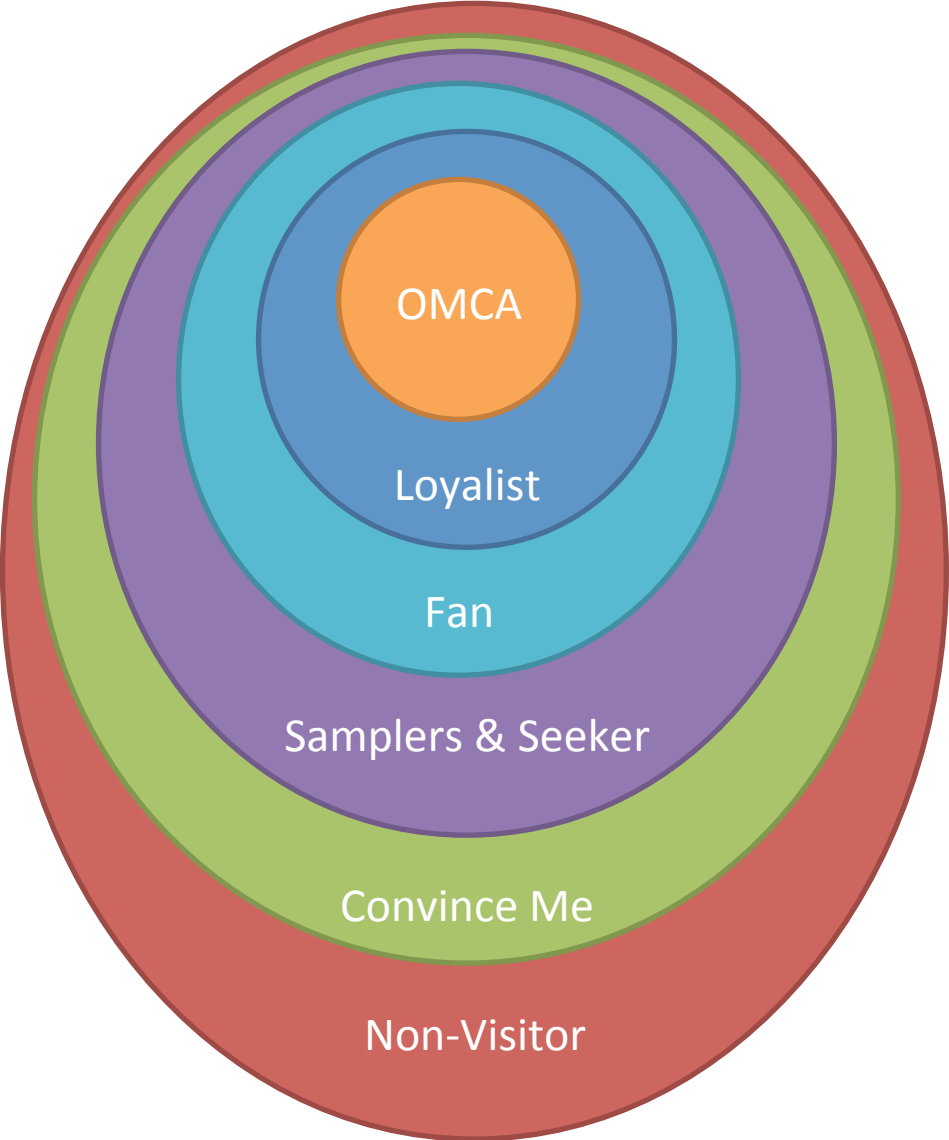 OMCA
Loyalist
Fan
Samplers & Seeker
Convince Me
Non-Visitor